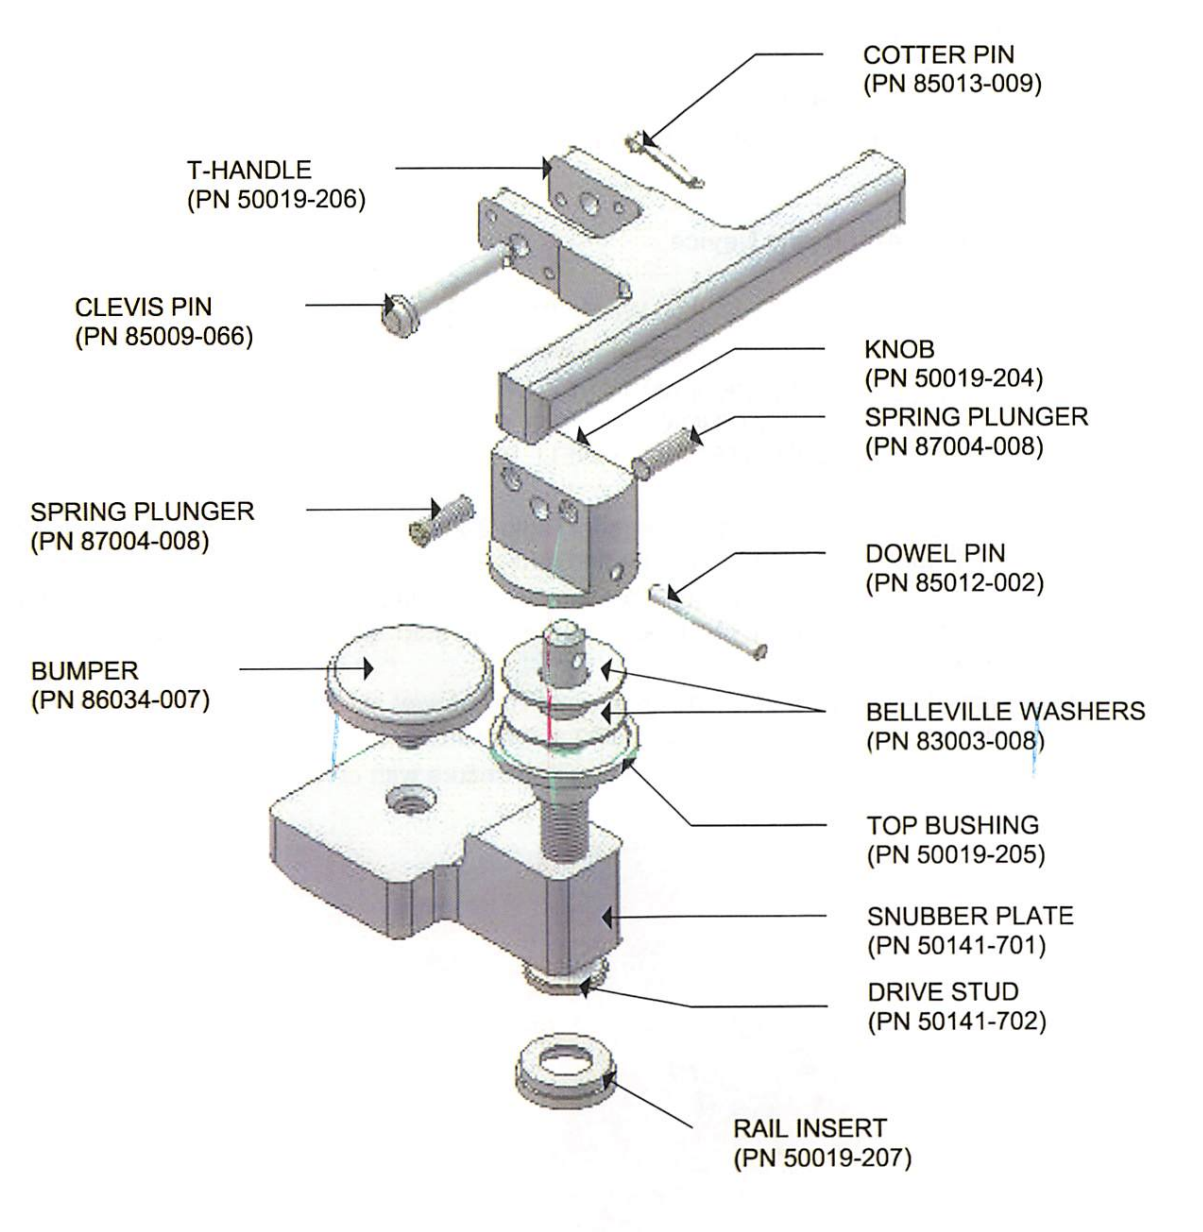 COTTER PIN
(PN 85013-009)
T-HANDLE
(PN 50019-206)
CLEVIS PIN
(PN 85009-066)
KNOB
(PN 50019-204)
SPRING PLUNGER
(PN 87004-008)
SPRING PLUNGER
(PN 87004-008)
DOWEL PIN
(PN 85012-002)
BUMPER
(PN 86034-007)
BELLEVILLE WASHERS
(PN 83003-008)
TOP BUSHING
(PN 50019-205)
SNUBBER PLATE
(PN 50141-701)
DRIVE STUD
(PN 50141-702)
RAIL INSERT
(PN 50019-207)